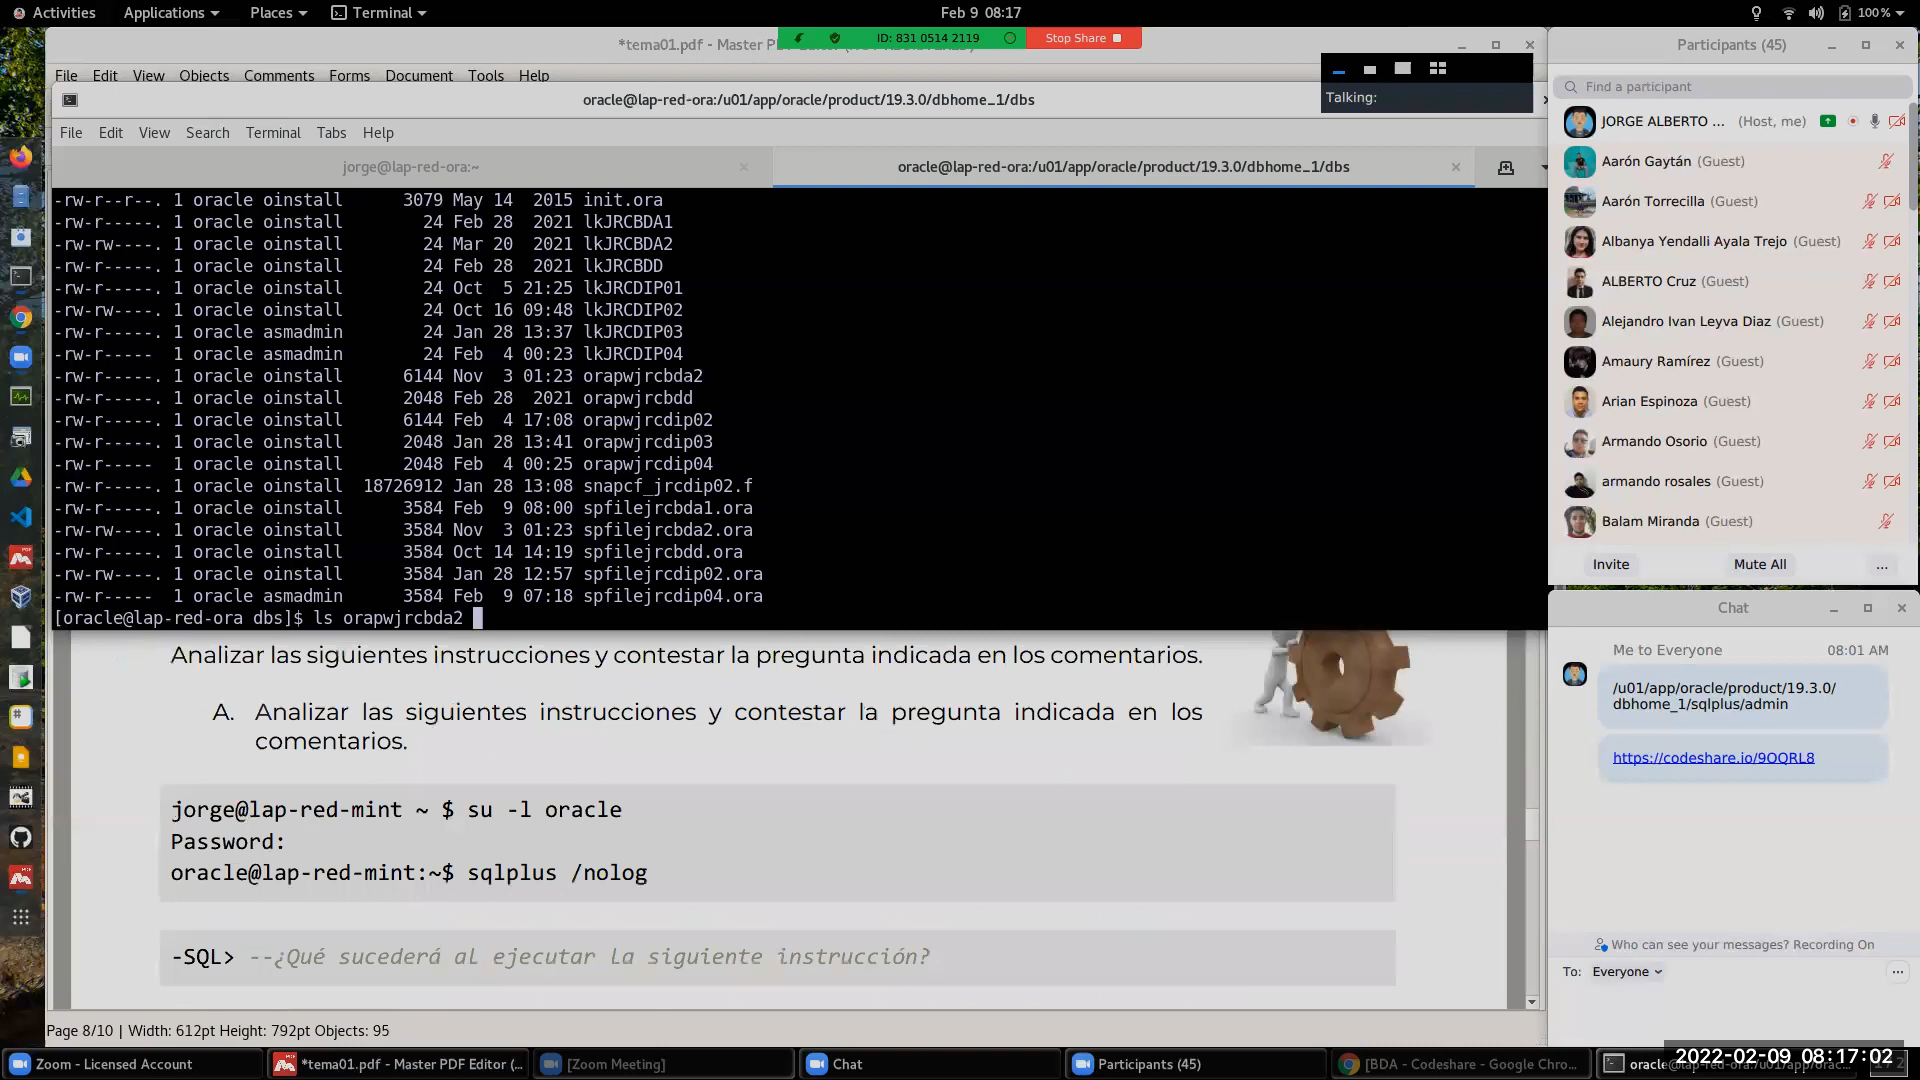 Activities Applications Places Terminal Feb 9 08:17 100%
*tema01.pdf - Master P ID: 831 0514 2119 Stop Share
File Edit View Objects Comments Forms Document Tools Help
Talking:
oracle@lap-red-ora:/u01/app/oracle/product/19.3.0/dbhome_1/dbs
File Edit View Search Terminal Tabs Help
jorge@lap-red-ora:~ oracle@lap-red-ora:/u01/app/oracle/product/19.3.0/dbhome_1/dbs
-rw-r--r--. 1 oracle oinstall 3079 May 14 2015 init.ora
-rw-r-----. 1 oracle oinstall 24 Feb 28 2021 lkJRCBDA1
-rw-rw----. 1 oracle oinstall 24 Mar 20 2021 lkJRCBDA2
-rw-r-----. 1 oracle oinstall 24 Feb 28 2021 lkJRCBDD
-rw-r-----. 1 oracle oinstall 24 Oct 5 21:25 lkJRCDIP01
-rw-rw----. 1 oracle oinstall 24 Oct 16 09:48 lkJRCDIP02
-rw-r-----. 1 oracle asmadmin 24 Jan 28 13:37 lkJRCDIP03
-rw-r----- 1 oracle asmadmin 24 Feb 4 00:23 lkJRCDIP04
-rw-r-----. 1 oracle oinstall 6144 Nov 3 01:23 orapwjrcbda2
-rw-r-----. 1 oracle oinstall 2048 Feb 28 2021 orapwjrcbdd
-rw-r-----. 1 oracle oinstall 6144 Feb 4 17:08 orapwjrcdip02
-rw-r-----. 1 oracle oinstall 2048 Jan 28 13:41 orapwjrcdip03
-rw-r----- 1 oracle oinstall 2048 Feb 4 00:25 orapwjrcdip04
-rw-r-----. 1 oracle oinstall 18726912 Jan 28 13:08 snapcf_jrcdip02.f
-rw-r-----. 1 oracle oinstall 3584 Feb 9 08:00 spfilejrcbda1.ora
-rw-rw----. 1 oracle oinstall 3584 Nov 3 01:23 spfilejrcbda2.ora
-rw-r-----. 1 oracle oinstall 3584 Oct 14 14:19 spfilejrcbdd.ora
-rw-rw----. 1 oracle oinstall 3584 Jan 28 12:57 spfilejrcdip02.ora
-rw-r----- 1 oracle asmadmin 3584 Feb 9 07:18 spfilejrcdip04.ora
[oracle@lap-red-ora dbs]$ ls orapwjrcbda2
Analizar las siguientes instrucciones y contestar la pregunta indicada en los comentarios.
A. Analizar las siguientes instrucciones y contestar la pregunta indicada en los
comentarios.
jorge@lap-red-mint ~ $ su -l oracle
Password:
oracle@lap-red-mint:~$ sqlplus /nolog
-SQL> --¿Qué sucederá al ejecutar la siguiente instrucción?
Page 8/10 | Width: 612pt Height: 792pt Objects: 95
Participants (45)
Find a participant
JORGE ALBERTO ... (Host, me)
Aarón Gaytán (Guest)
Aarón Torrecilla (Guest)
Albanya Yendalli Ayala Trejo (Guest)
ALBERTO Cruz (Guest)
Alejandro Ivan Leyva Diaz (Guest)
Amaury Ramírez (Guest)
Arian Espinoza (Guest)
Armando Osorio (Guest)
armando rosales (Guest)
Balam Miranda (Guest)
Invite Mute All ...
Chat
Me to Everyone 08:01 AM
/u01/app/oracle/product/19.3.0/
dbhome_1/sqlplus/admin
https://codeshare.io/9OQRL8
Who can see your messages? Recording On
To: Everyone
Zoom - Licensed Account *tema01.pdf - Master PDF Editor (... [Zoom Meeting] Chat Participants (45) [BDA - Codeshare - Google Chro...
2022-02-09 08:17:02